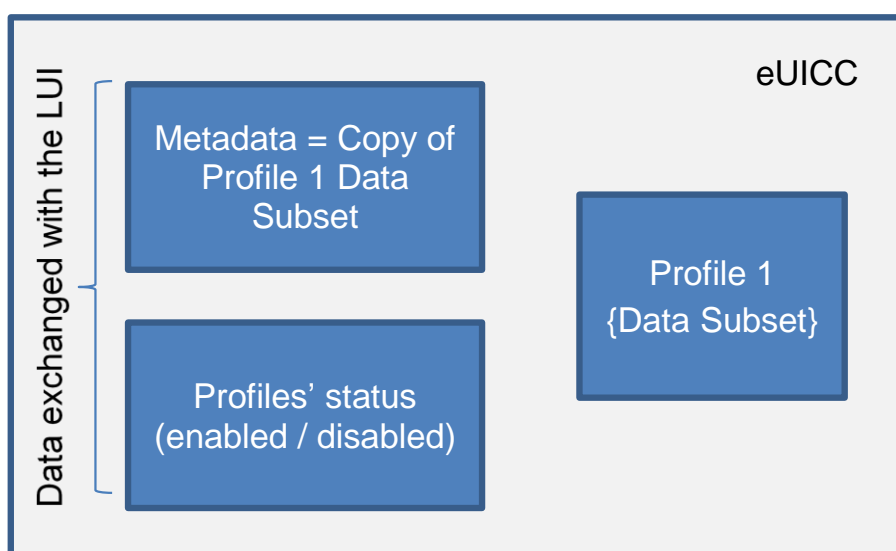 Data exchanged with the LUI
eUICC
Metadata = Copy of
Profile 1 Data
Subset
Profile 1
{Data Subset}
Profiles’ status
(enabled / disabled)